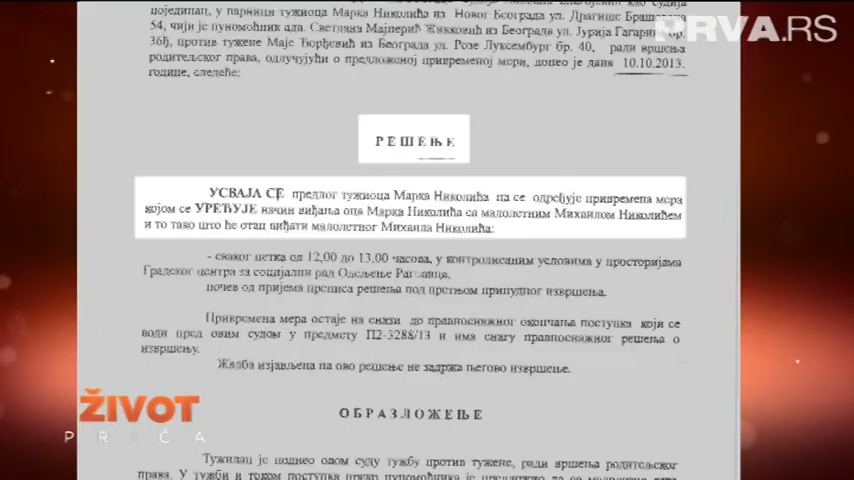 PRVA.RS
појединац, у парници тужиоца Марка Николића из Новог Београда ул. Драгише Брашована
54, чији је пуномоћник адв. Светлана Мајперић Живковић из Београда ул. Јурија Гагарина бр.
36ђ, против тужене Маје Ђорђевић из Београда ул. Розе Луксембург бр. 40, ради вршења
родитељског права, одлучујући о предложеној привременој мери, донео је дана 10.10.2013.
године, следеће:
РЕШЕЊЕ
УСВАЈА СЕ предлог тужиоца Марка Николића па се одређује привремена мера
којом се УРЕЂУЈЕ начин виђања оца Марка Николића са малолетним Михаилом Николићем
и то тако што ће отац виђати малолетног Михаила Николића:
- сваког петка од 12,00 до 13,00 часова, у контролисаним условима у просторијама
Градског центра за социјални рад Одељење Раковица,
почев од пријема преписа решења под претњом принудног извршења.
Привремена мера остаје на снази до правноснажног окончања поступка који се
води пред овим судом у предмету П2-3288/13 и има снагу правноснажног решења о
извршењу.
Жалба изјављена на ово решење не задржа његово извршење.
ОБРАЗЛОЖЕЊЕ
Тужилац је поднео овом суду тужбу против тужене, ради вршења родитељског
права. У тужби и током поступка преко пуномоћника је предложио да се
ŽIVOT
PRIČA